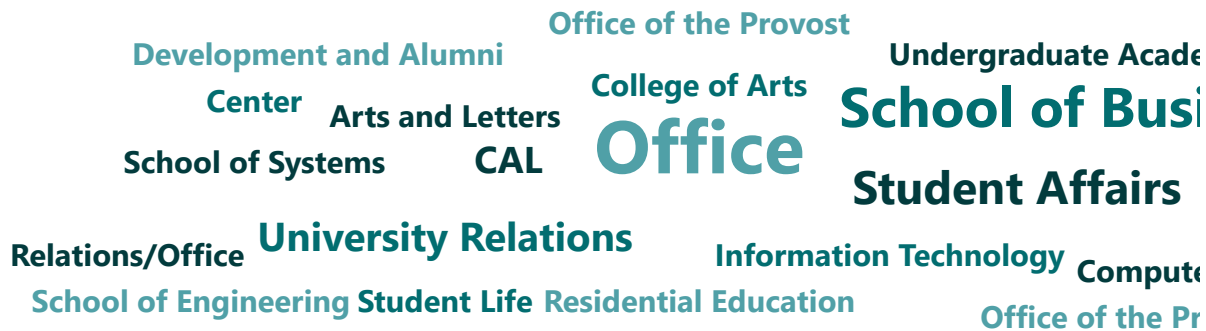 Office of the Provost
Development and Alumni
Undergraduate Acade
College of Arts
Center
Arts and Letters
School of Busi
Office
School of Systems
CAL
Student Affairs
University Relations
Relations/Office
Information Technology
Compute
School of Engineering
Student Life
Residential Education
Office of the Pr